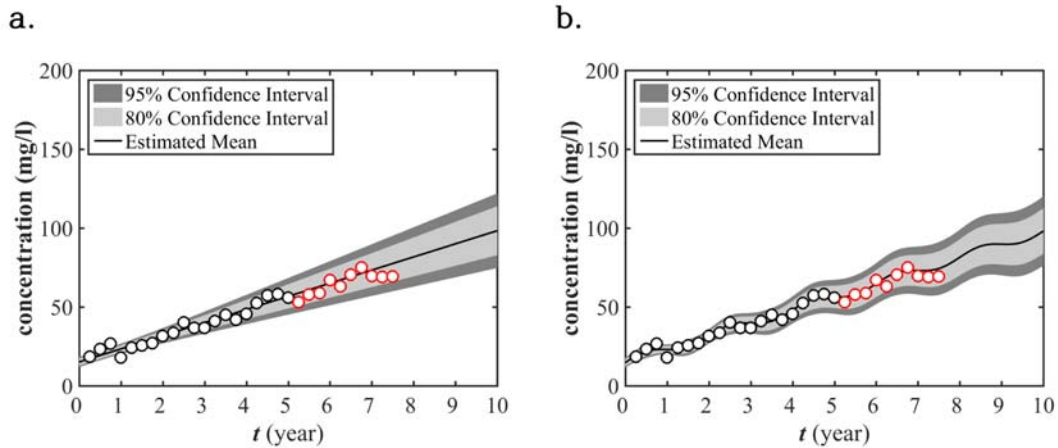 a.
200
150
100
50
0
concentration (mg/l)
95% Confidence Interval
80% Confidence Interval
Estimated Mean
0 1 2 3 4 5 6 7 8 9 10
t (year)
b.
200
150
100
50
0
concentration (mg/l)
95% Confidence Interval
80% Confidence Interval
Estimated Mean
0 1 2 3 4 5 6 7 8 9 10
t (year)